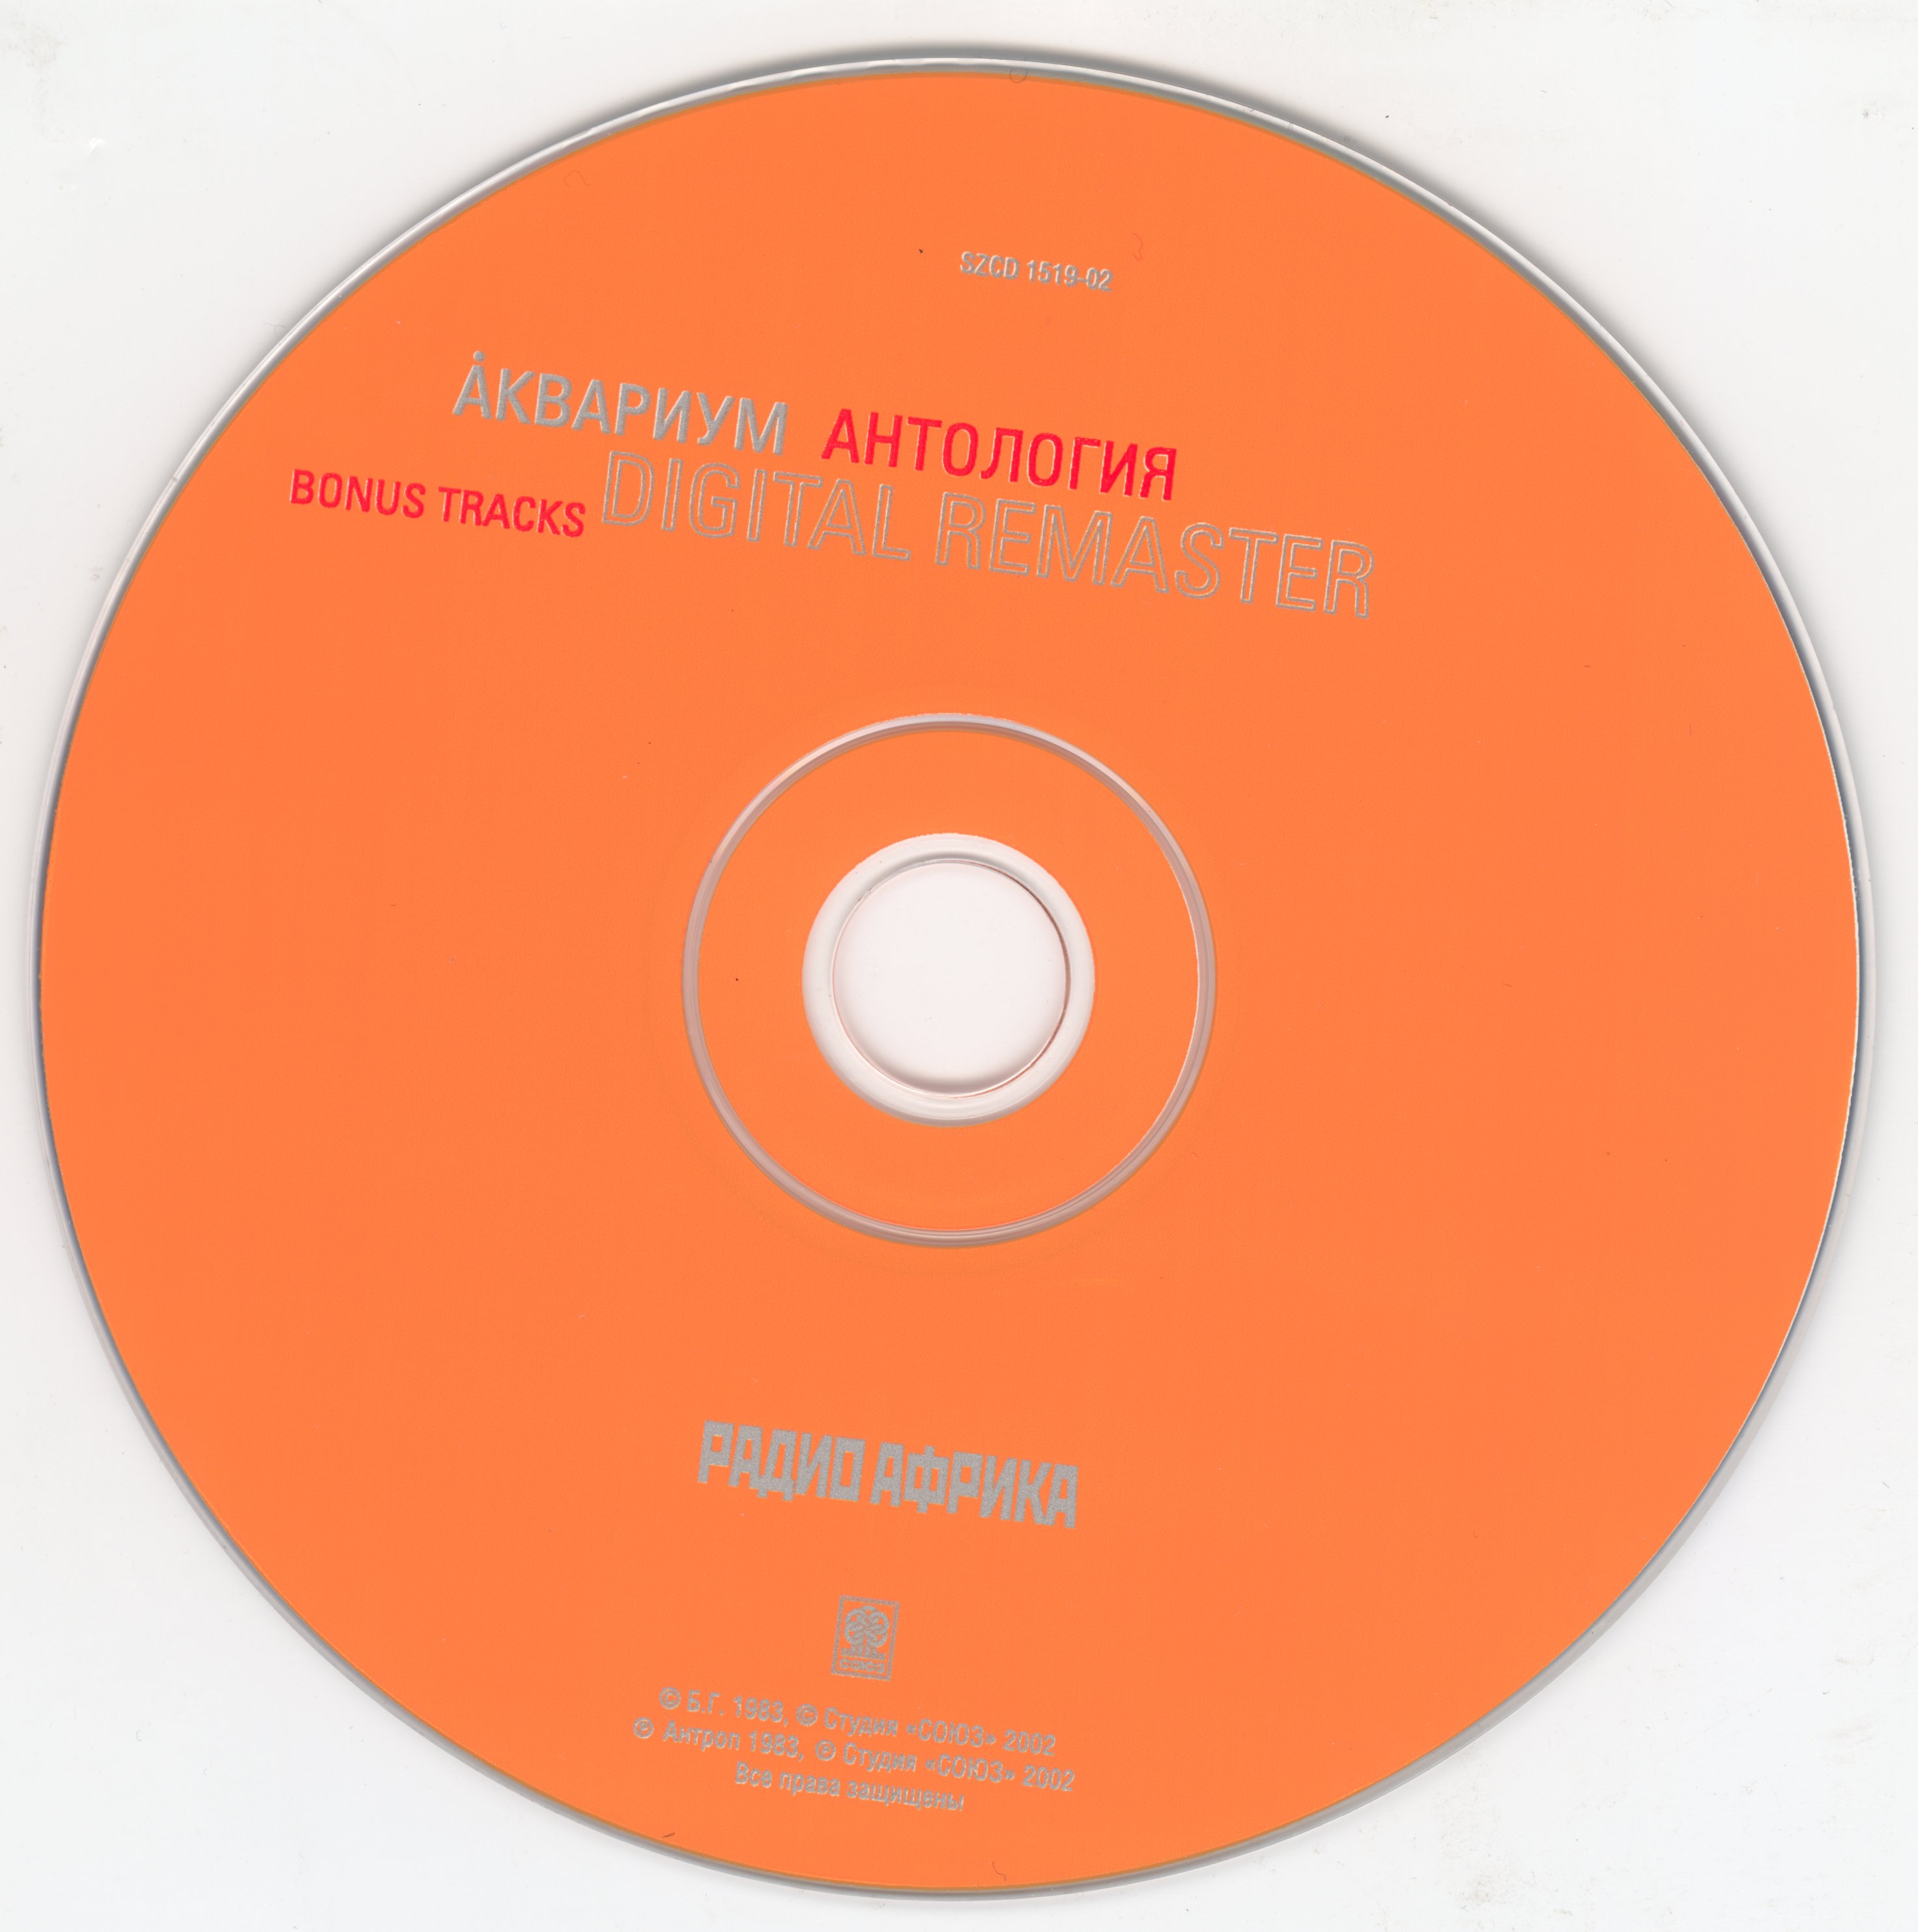 SZCD 1519-02
ÅКВАРИУМ АНТОЛОГИЯ
BONUS TRACKS DIGITAL REMASTER
РАДИО АФРИКА
СОЮЗ
© Б.Г. 1983, © Студия «СОЮЗ» 2002
℗ Антроп 1983, ℗ Студия «СОЮЗ» 2002
Все права защищены